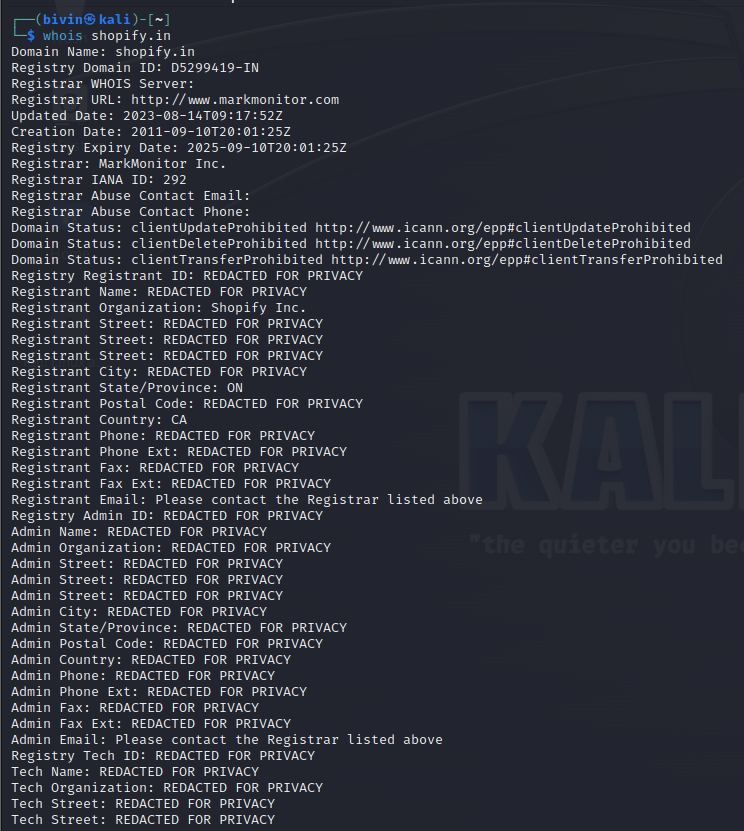 ┌──(bivin㉿kali)-[~]
└─$ whois shopify.in
Domain Name: shopify.in
Registry Domain ID: D5299419-IN
Registrar WHOIS Server:
Registrar URL: http://www.markmonitor.com
Updated Date: 2023-08-14T09:17:52Z
Creation Date: 2011-09-10T20:01:25Z
Registry Expiry Date: 2025-09-10T20:01:25Z
Registrar: MarkMonitor Inc.
Registrar IANA ID: 292
Registrar Abuse Contact Email:
Registrar Abuse Contact Phone:
Domain Status: clientUpdateProhibited http://www.icann.org/epp#clientUpdateProhibited
Domain Status: clientDeleteProhibited http://www.icann.org/epp#clientDeleteProhibited
Domain Status: clientTransferProhibited http://www.icann.org/epp#clientTransferProhibited
Registry Registrant ID: REDACTED FOR PRIVACY
Registrant Name: REDACTED FOR PRIVACY
Registrant Organization: Shopify Inc.
Registrant Street: REDACTED FOR PRIVACY
Registrant Street: REDACTED FOR PRIVACY
Registrant Street: REDACTED FOR PRIVACY
Registrant City: REDACTED FOR PRIVACY
Registrant State/Province: ON
Registrant Postal Code: REDACTED FOR PRIVACY
Registrant Country: CA
Registrant Phone: REDACTED FOR PRIVACY
Registrant Phone Ext: REDACTED FOR PRIVACY
Registrant Fax: REDACTED FOR PRIVACY
Registrant Fax Ext: REDACTED FOR PRIVACY
Registrant Email: Please contact the Registrar listed above
Registry Admin ID: REDACTED FOR PRIVACY
Admin Name: REDACTED FOR PRIVACY
Admin Organization: REDACTED FOR PRIVACY
Admin Street: REDACTED FOR PRIVACY
Admin Street: REDACTED FOR PRIVACY
Admin Street: REDACTED FOR PRIVACY
Admin City: REDACTED FOR PRIVACY
Admin State/Province: REDACTED FOR PRIVACY
Admin Postal Code: REDACTED FOR PRIVACY
Admin Country: REDACTED FOR PRIVACY
Admin Phone: REDACTED FOR PRIVACY
Admin Phone Ext: REDACTED FOR PRIVACY
Admin Fax: REDACTED FOR PRIVACY
Admin Fax Ext: REDACTED FOR PRIVACY
Admin Email: Please contact the Registrar listed above
Registry Tech ID: REDACTED FOR PRIVACY
Tech Name: REDACTED FOR PRIVACY
Tech Organization: REDACTED FOR PRIVACY
Tech Street: REDACTED FOR PRIVACY
Tech Street: REDACTED FOR PRIVACY
KALI
"the quieter you bec